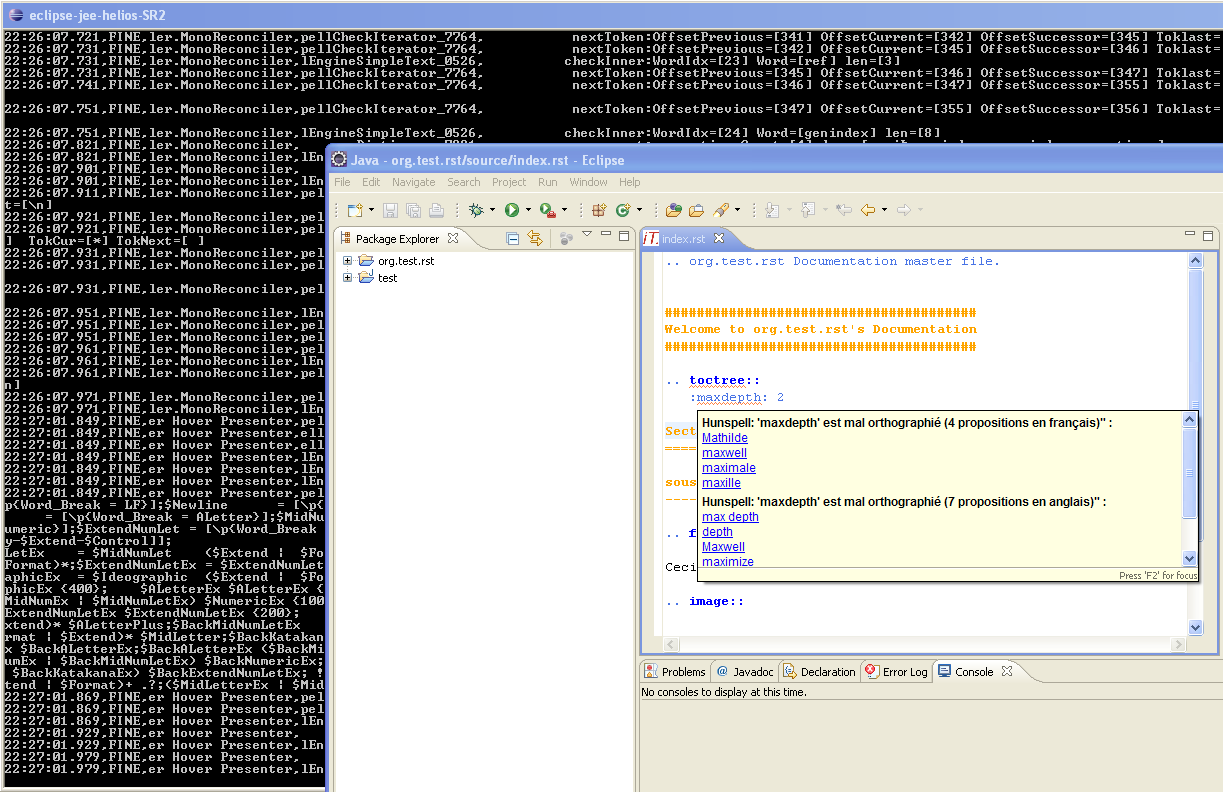 eclipse-jee-helios-SR2
22:26:07.721,FINE,ler.MonoReconciler,pellCheckIterator_7764, nextToken:OffsetPrevious=[341] OffsetCurrent=[342] OffsetSuccessor=[345] Toklast=
22:26:07.731,FINE,ler.MonoReconciler,pellCheckIterator_7764, nextToken:OffsetPrevious=[342] OffsetCurrent=[345] OffsetSuccessor=[346] Toklast=
22:26:07.731,FINE,ler.MonoReconciler,lEngineSimpleText_0526, checkInner:WordIdx=[23] Word=[ref] len=[3]
22:26:07.731,FINE,ler.MonoReconciler,pellCheckIterator_7764, nextToken:OffsetPrevious=[345] OffsetCurrent=[346] OffsetSuccessor=[347] Toklast=
22:26:07.741,FINE,ler.MonoReconciler,pellCheckIterator_7764, nextToken:OffsetPrevious=[346] OffsetCurrent=[347] OffsetSuccessor=[355] Toklast=
22:26:07.751,FINE,ler.MonoReconciler,pellCheckIterator_7764, nextToken:OffsetPrevious=[347] OffsetCurrent=[355] OffsetSuccessor=[356] Toklast=
22:26:07.751,FINE,ler.MonoReconciler,lEngineSimpleText_0526, checkInner:WordIdx=[24] Word=[genindex] len=[8]
22:26:07.821,FINE,ler.MonoReconciler,
22:26:07.821,FINE,ler.MonoReconciler,lEn
22:26:07.901,FINE,ler.MonoReconciler,
22:26:07.901,FINE,ler.MonoReconciler,lEn
22:26:07.911,FINE,ler.MonoReconciler,pel
t=[\n]
22:26:07.921,FINE,ler.MonoReconciler,pel
22:26:07.921,FINE,ler.MonoReconciler,pel
] TokCur=[*] TokNext=[ ]
22:26:07.931,FINE,ler.MonoReconciler,pel
22:26:07.931,FINE,ler.MonoReconciler,pel
22:26:07.931,FINE,ler.MonoReconciler,pel
22:26:07.951,FINE,ler.MonoReconciler,lEn
22:26:07.951,FINE,ler.MonoReconciler,pel
22:26:07.951,FINE,ler.MonoReconciler,pel
22:26:07.961,FINE,ler.MonoReconciler,pel
22:26:07.961,FINE,ler.MonoReconciler,lEn
22:26:07.961,FINE,ler.MonoReconciler,pel
n]
22:26:07.971,FINE,ler.MonoReconciler,pel
22:26:07.971,FINE,ler.MonoReconciler,lEn
22:27:01.849,FINE,er Hover Presenter,pel
22:27:01.849,FINE,er Hover Presenter,ell
22:27:01.849,FINE,er Hover Presenter,ell
22:27:01.849,FINE,er Hover Presenter,lEn
22:27:01.849,FINE,er Hover Presenter,lEn
22:27:01.849,FINE,er Hover Presenter,lEn
22:27:01.849,FINE,er Hover Presenter,pel
p{Word_Break = LF}];$Newline = [\p{
= [\p{Word_Break = ALetter}];$MidNu
umeric}];$ExtendNumLet = [\p{Word_Break
y-$Extend-$Control]];
LetEx = $MidNumLet ($Extend | $Fo
Format)*;$ExtendNumLetEx = $ExtendNumLet
aphicEx = $Ideographic ($Extend | $Fo
phicEx {400}; $ALetterEx $ALetterEx {
MidNumEx | $MidNumLetEx) $NumericEx {100
ExtendNumLetEx $ExtendNumLetEx {200};
xtend)* $ALetterPlus;$BackMidNumLetEx
rmat | $Extend)* $MidLetter;$BackKatakan
x $BackALetterEx;$BackALetterEx ($BackMi
umEx | $BackMidNumLetEx) $BackNumericEx;
$BackKatakanaEx) $BackExtendNumLetEx; !
tend | $Format)+ .?;($MidLetterEx | $Mid
22:27:01.869,FINE,er Hover Presenter,pel
22:27:01.869,FINE,er Hover Presenter,pel
22:27:01.869,FINE,er Hover Presenter,lEn
22:27:01.929,FINE,er Hover Presenter,
22:27:01.929,FINE,er Hover Presenter,lEn
22:27:01.979,FINE,er Hover Presenter,
22:27:01.979,FINE,er Hover Presenter,lEn
Java - org.test.rst/source/index.rst - Eclipse
File Edit Navigate Search Project Run Window Help
Package Explorer
org.test.rst
test
index.rst
.. org.test.rst Documentation master file.
#######################################
Welcome to org.test.rst's Documentation
#######################################
.. toctree::
:maxdepth: 2
Sect
====
sous
----
.. f
Ceci
.. image::
Hunspell: 'maxdepth' est mal orthographié (4 propositions en français)" :
Mathilde
maxwell
maximale
maxille
Hunspell: 'maxdepth' est mal orthographié (7 propositions en anglais)" :
max depth
depth
Maxwell
maximize
Press 'F2' for focus
Problems @ Javadoc Declaration Error Log Console
No consoles to display at this time.